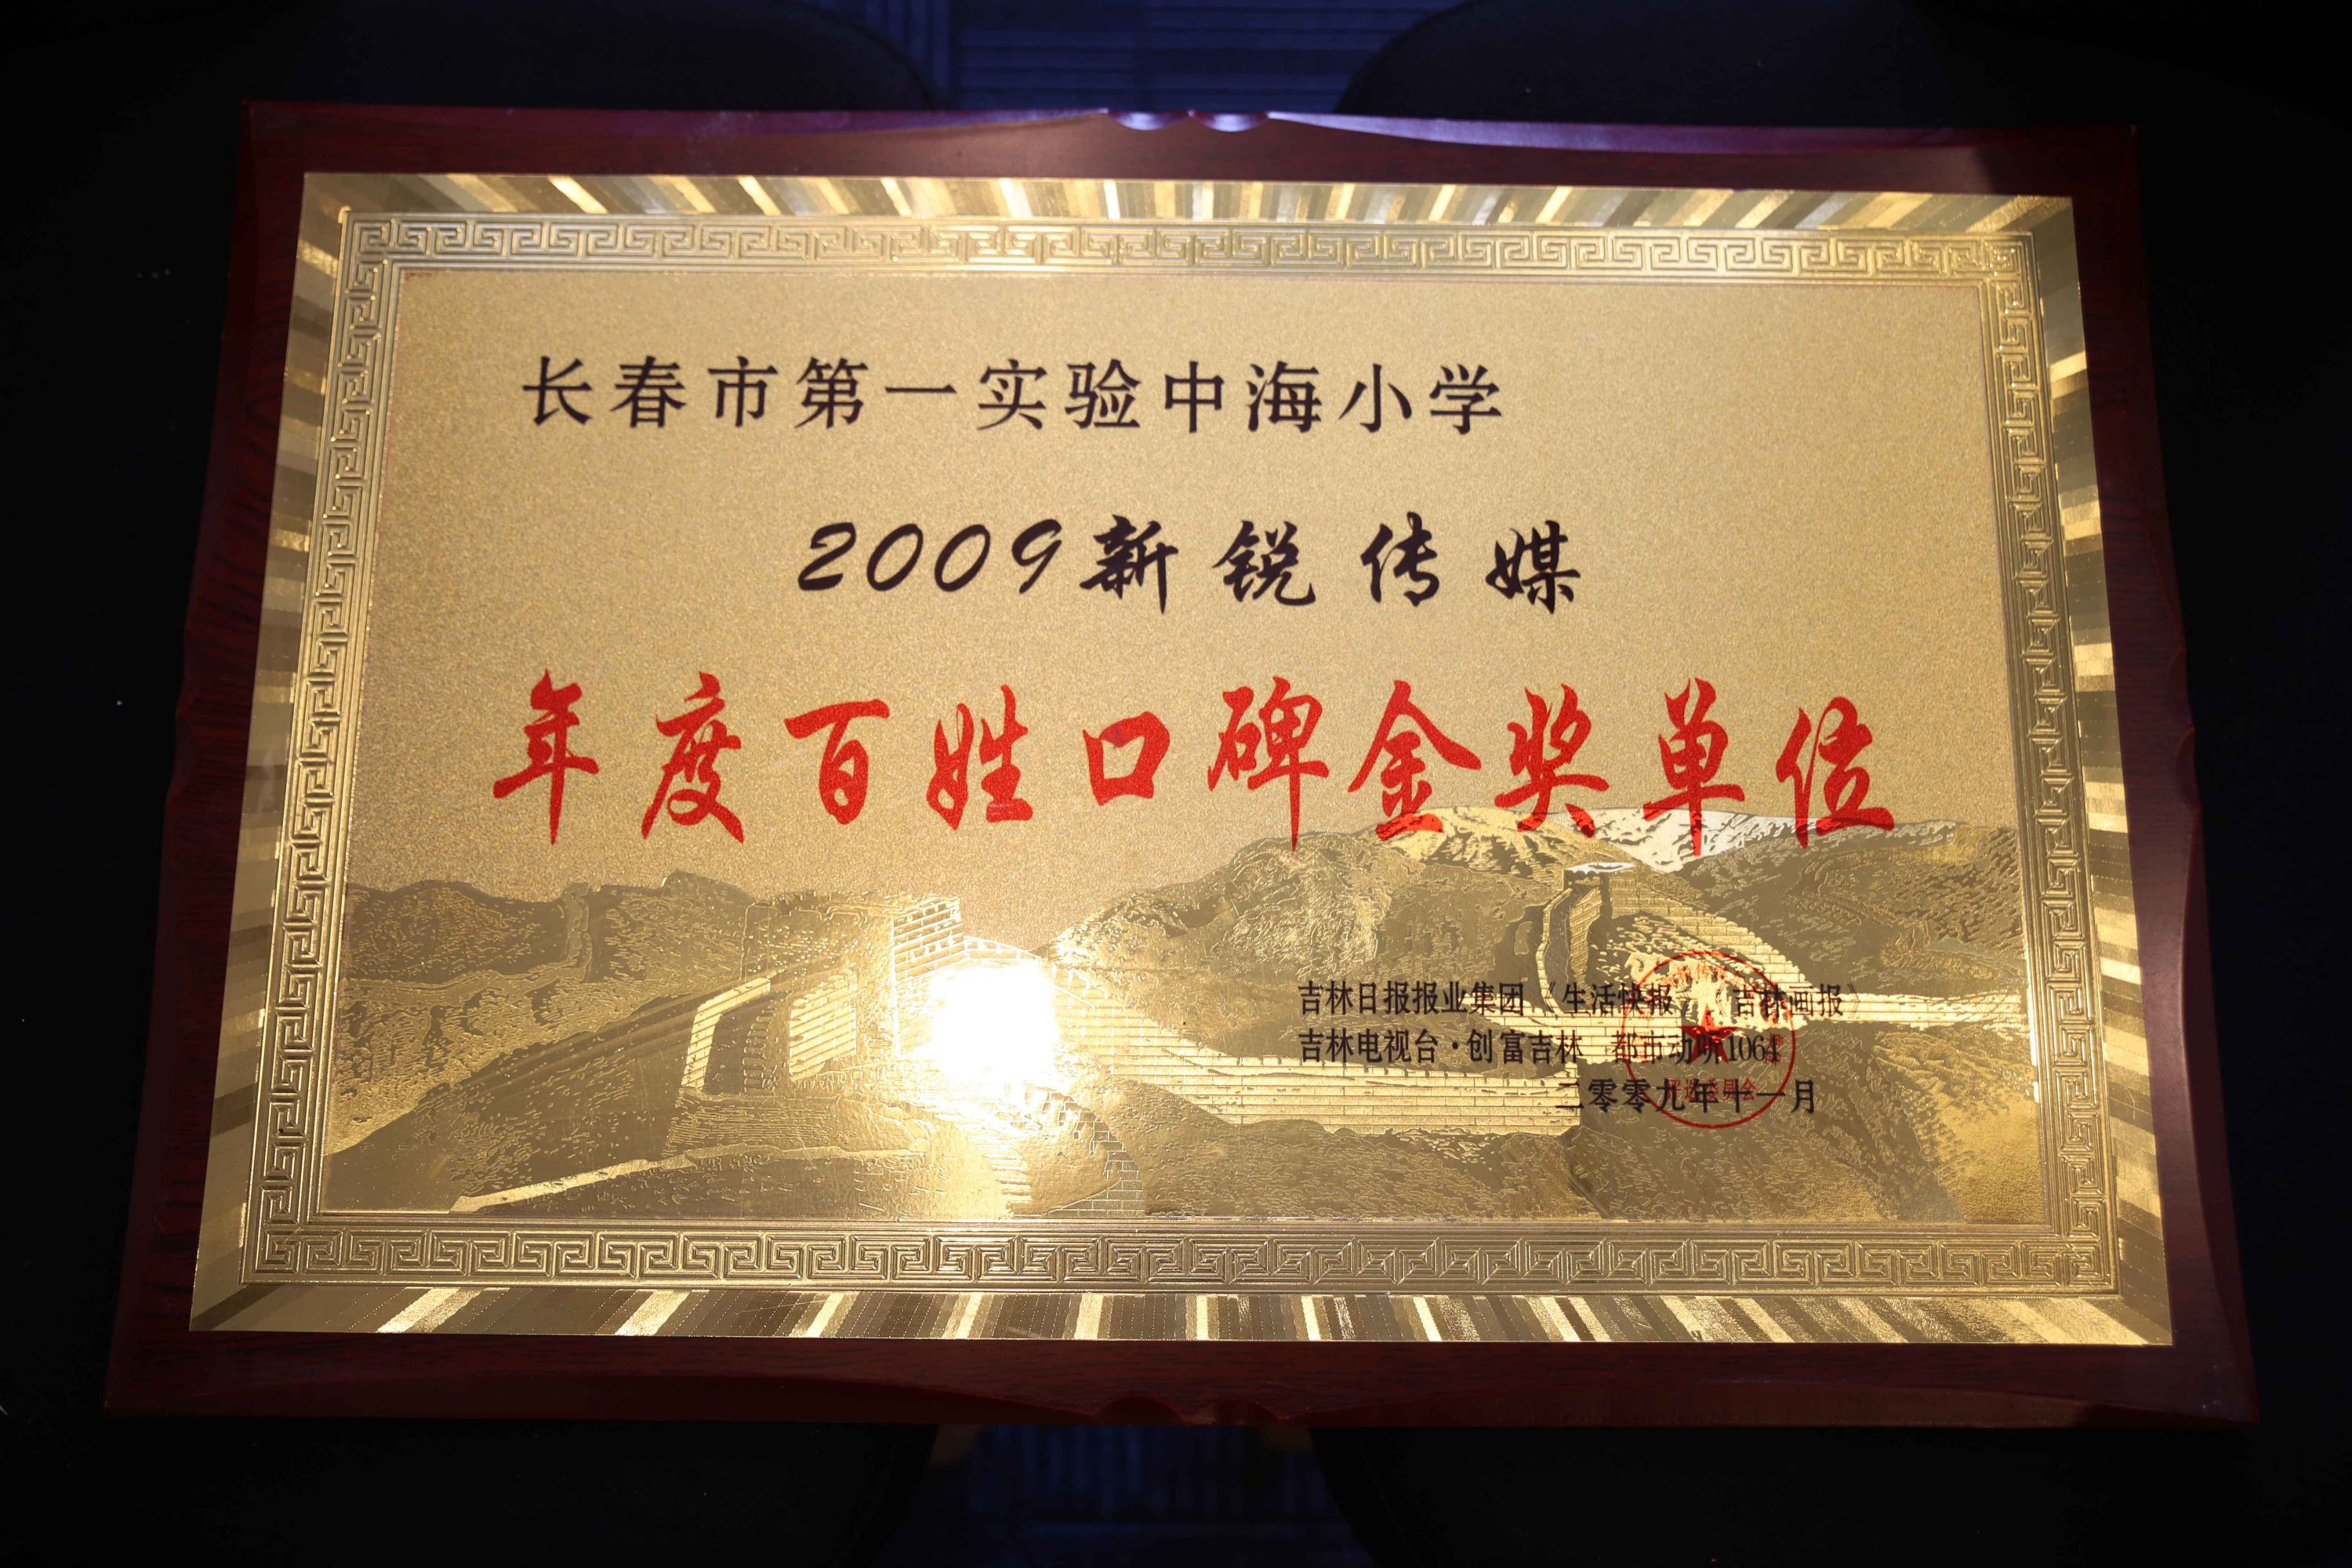 长春市第一实验中海小学
2009新锐传媒
年度百姓口碑金奖单位
吉林日报报业集团《生活快报》《吉林画报》
吉林电视台·创富吉林 都市动听1064
二零零九年十一月